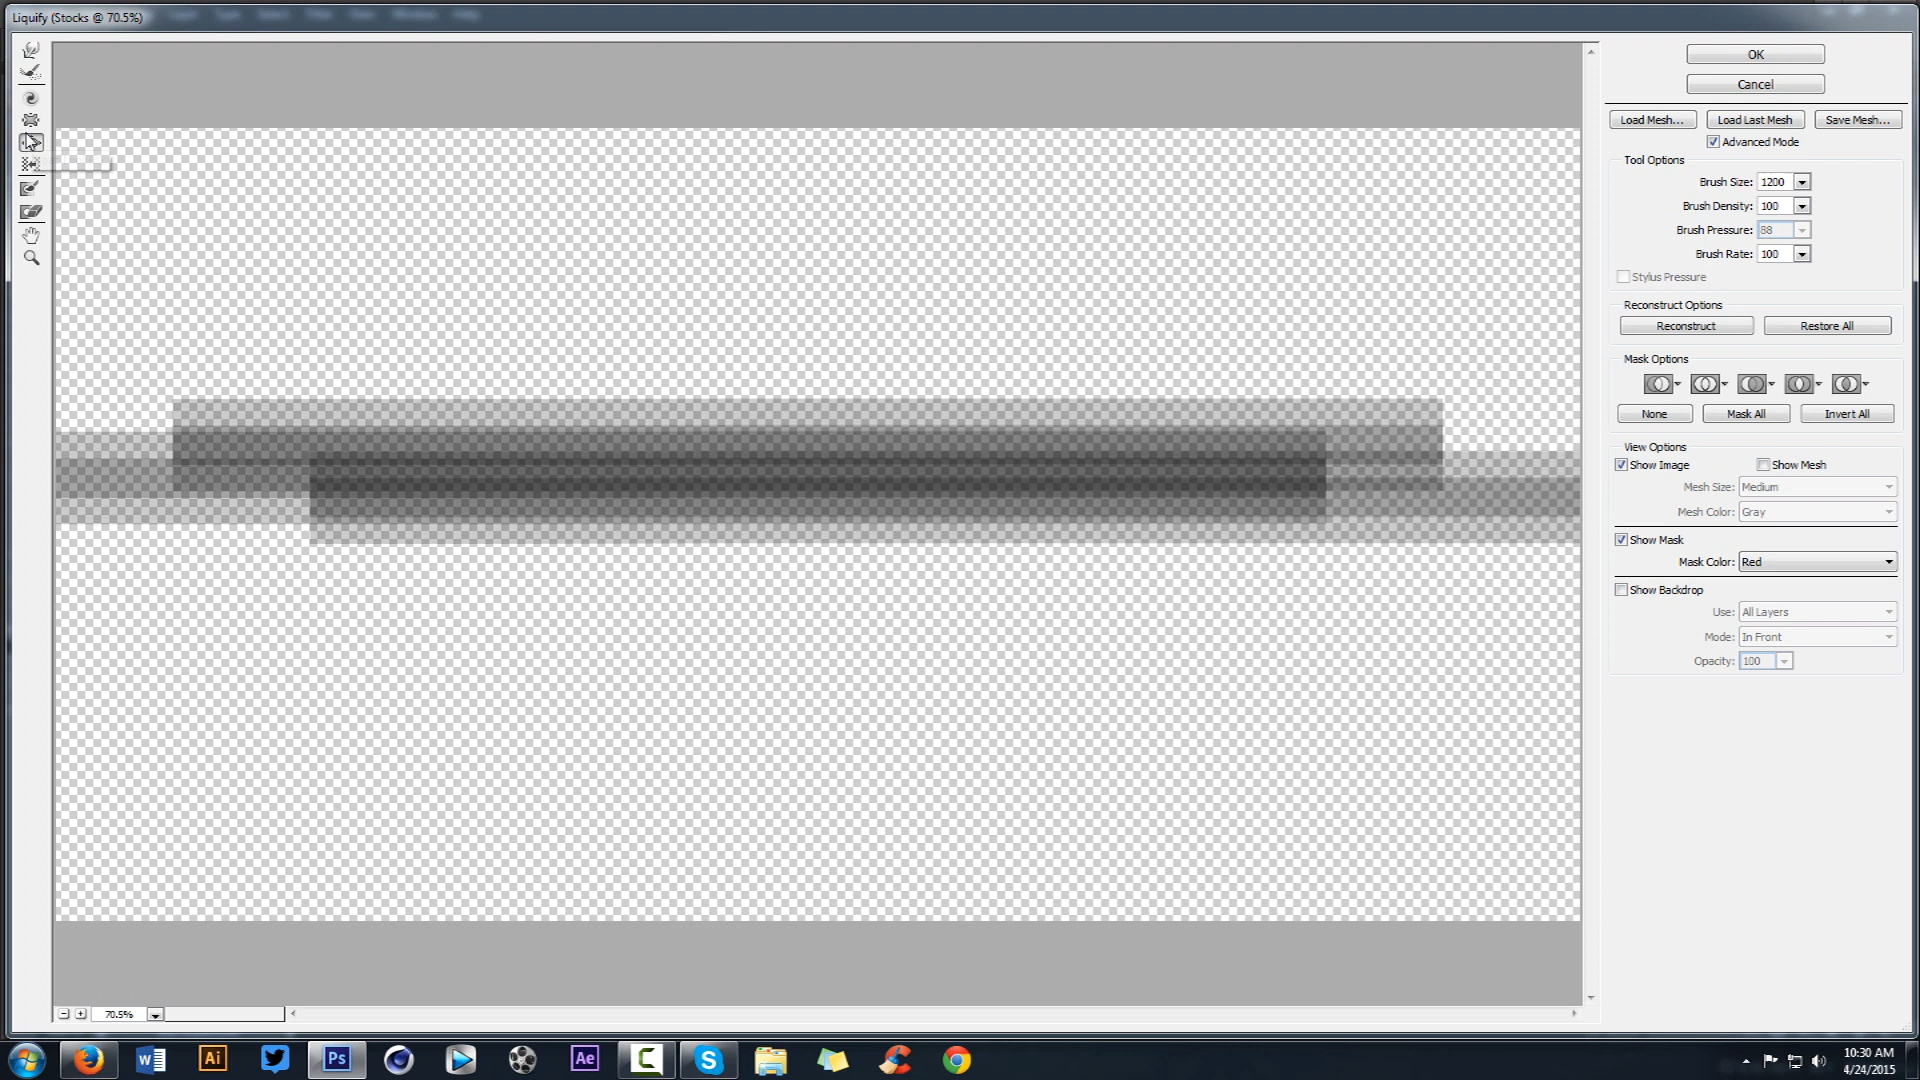 Liquify (Stocks @ 70.5%)
OK
Cancel
Load Mesh... Load Last Mesh Save Mesh...
Advanced Mode
Tool Options
Brush Size: 1200
Brush Density: 100
Brush Pressure: 88
Brush Rate: 100
Stylus Pressure
Reconstruct Options
Reconstruct Restore All
Mask Options
None Mask All Invert All
View Options
Show Image Show Mesh
Mesh Size: Medium
Mesh Color: Gray
Show Mask
Mask Color: Red
Show Backdrop
Use: All Layers
Mode: In Front
Opacity: 100
70.5%
Ai Ps Ae
10:30 AM
4/24/2015